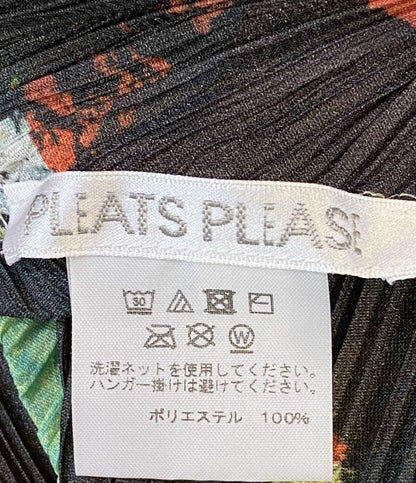 PLEATS PLEASE
30
W
洗濯ネットを使用してください。
ハンガー掛けは避けてください。
ポリエステル 100%